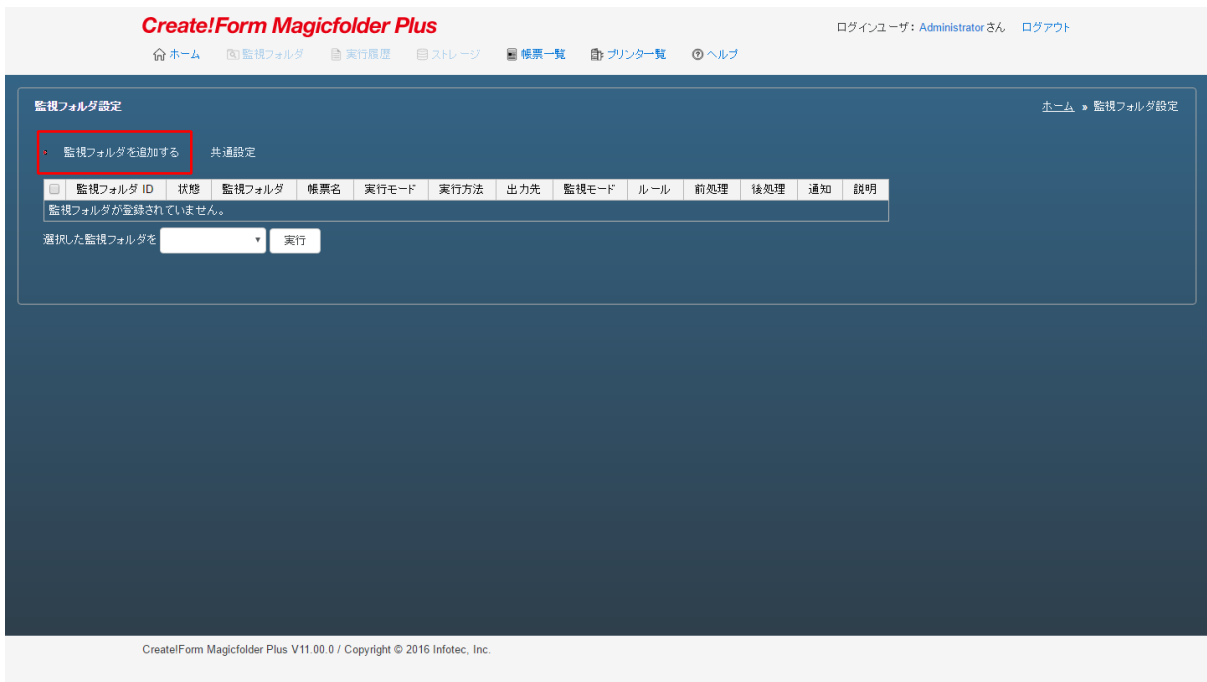 Create!Form Magicfolder Plus
ログインユーザ: Administratorさん ログアウト
ホーム 監視フォルダ 実行履歴 ストレージ 帳票一覧 プリンタ一覧 ヘルプ
監視フォルダ設定
ホーム » 監視フォルダ設定
監視フォルダを追加する 共通設定
監視フォルダ ID 状態 監視フォルダ 帳票名 実行モード 実行方法 出力先 監視モード ルール 前処理 後処理 通知 説明
監視フォルダが登録されていません。
選択した監視フォルダを 実行
Create!Form Magicfolder Plus V11.00.0 / Copyright © 2016 Infotec, Inc.